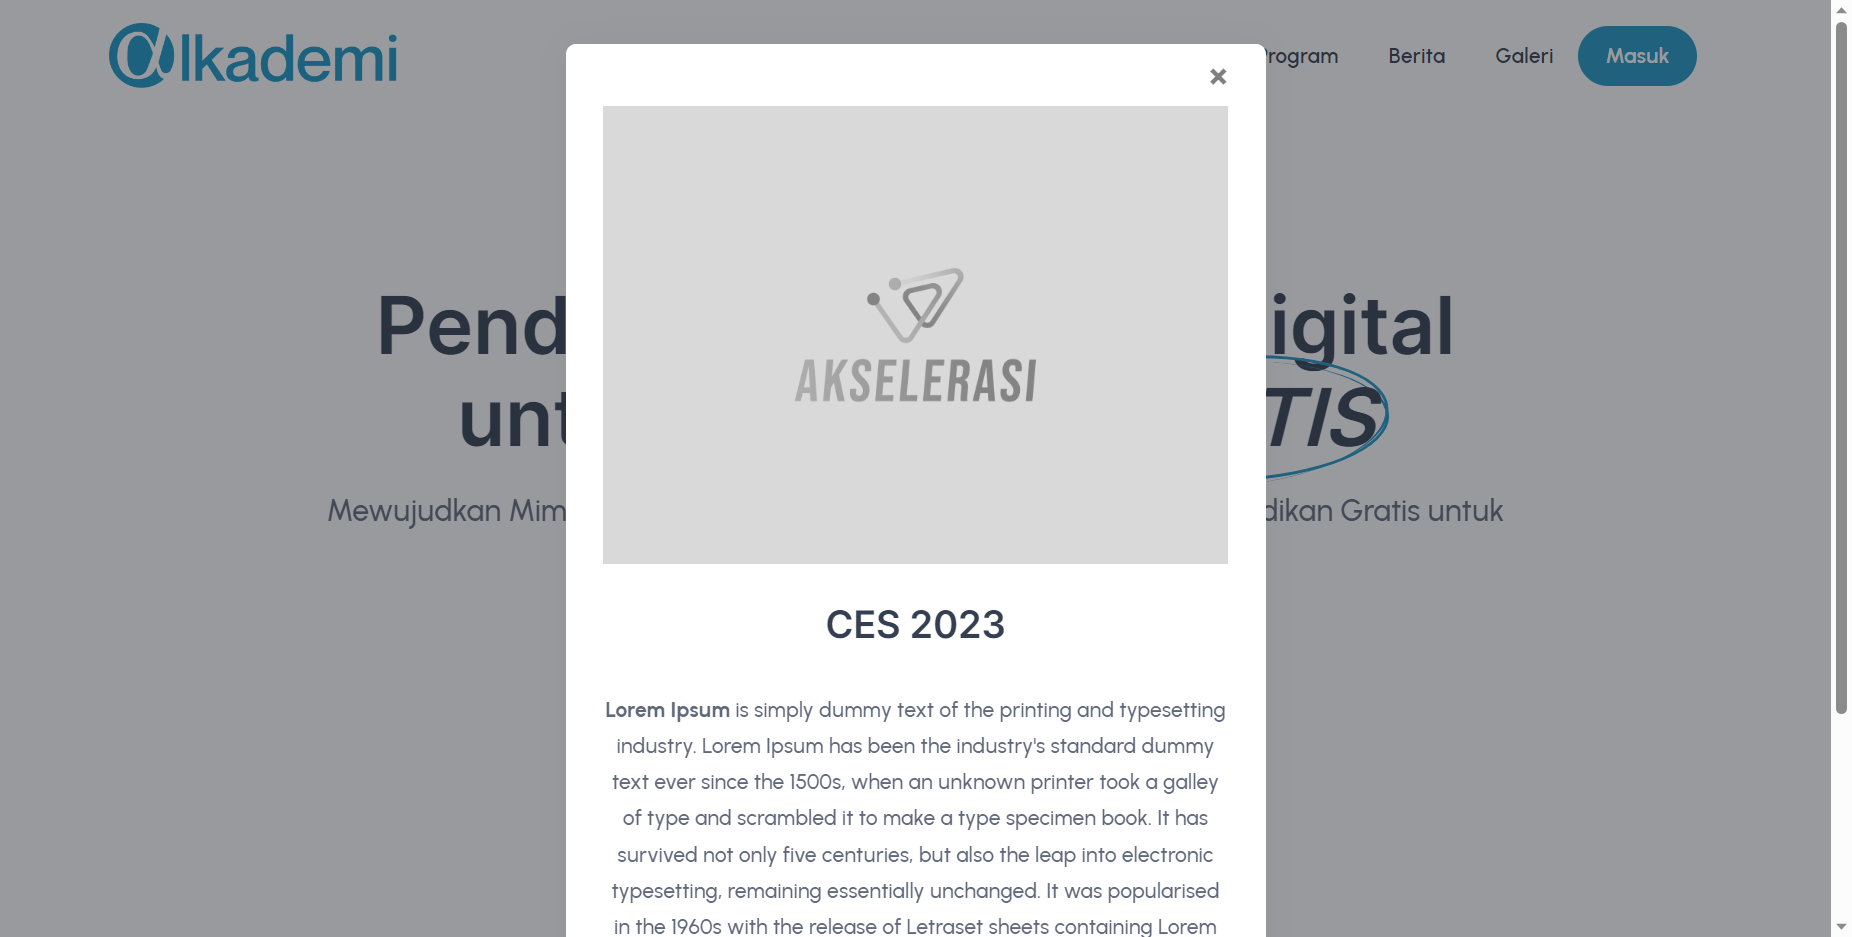 αlkademi
rogram
Berita
Galeri
Masuk
Pend
igital
unt
TIS
Mewujudkan Mim
dikan Gratis untuk
×
AKSELERASI
CES 2023
Lorem Ipsum is simply dummy text of the printing and typesetting
industry. Lorem Ipsum has been the industry's standard dummy
text ever since the 1500s, when an unknown printer took a galley
of type and scrambled it to make a type specimen book. It has
survived not only five centuries, but also the leap into electronic
typesetting, remaining essentially unchanged. It was popularised
in the 1960s with the release of Letraset sheets containing Lorem